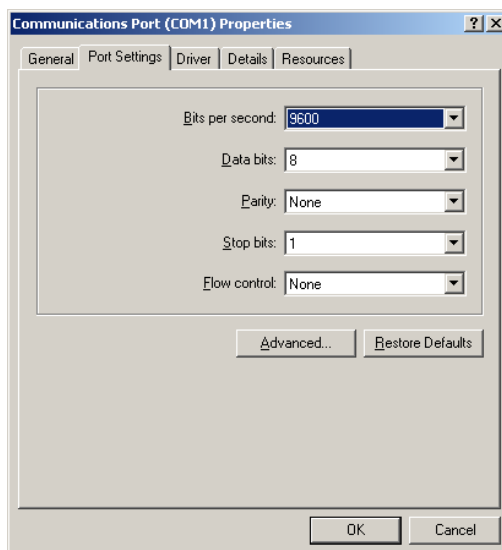 Communications Port (COM1) Properties
General Port Settings Driver Details Resources
Bits per second: 9600
Data bits: 8
Parity: None
Stop bits: 1
Flow control: None
Advanced... Restore Defaults
OK Cancel